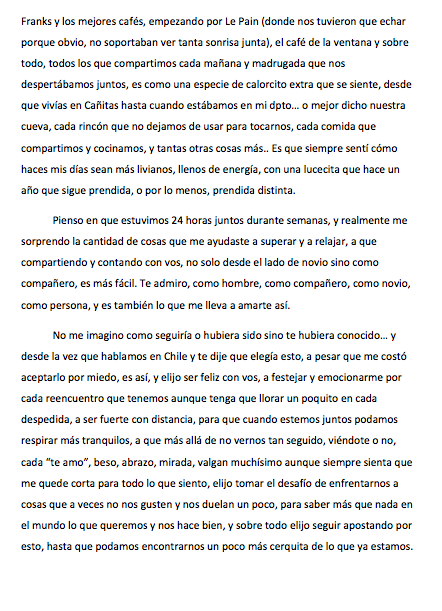 Franks y los mejores cafés, empezando por Le Pain (donde nos tuvieron que echar
porque obvio, no soportaban ver tanta sonrisa junta), el café de la ventana y sobre
todo, todos los que compartimos cada mañana y madrugada que nos
despertábamos juntos, es como una especie de calorcito extra que se siente, desde
que vivías en Cañitas hasta cuando estábamos en mi dpto... o mejor dicho nuestra
cueva, cada rincón que no dejamos de usar para tocarnos, cada comida que
compartimos y cocinamos, y tantas otras cosas más.. Es que siempre sentí cómo
haces mis días sean más livianos, llenos de energía, con una lucecita que hace un
año que sigue prendida, o por lo menos, prendida distinta.
Pienso en que estuvimos 24 horas juntos durante semanas, y realmente me
sorprendo la cantidad de cosas que me ayudaste a superar y a relajar, a que
compartiendo y contando con vos, no solo desde el lado de novio sino como
compañero, es más fácil. Te admiro, como hombre, como compañero, como novio,
como persona, y es también lo que me lleva a amarte así.
No me imagino como seguiría o hubiera sido sino te hubiera conocido... y
desde la vez que hablamos en Chile y te dije que elegía esto, a pesar que me costó
aceptarlo por miedo, es así, y elijo ser feliz con vos, a festejar y emocionarme por
cada reencuentro que tenemos aunque tenga que llorar un poquito en cada
despedida, a ser fuerte con distancia, para que cuando estemos juntos podamos
respirar más tranquilos, a que más allá de no vernos tan seguido, viéndote o no,
cada “te amo”, beso, abrazo, mirada, valgan muchísimo aunque siempre sienta que
me quede corta para todo lo que siento, elijo tomar el desafío de enfrentarnos a
cosas que a veces no nos gusten y nos duelan un poco, para saber más que nada en
el mundo lo que queremos y nos hace bien, y sobre todo elijo seguir apostando por
esto, hasta que podamos encontrarnos un poco más cerquita de lo que ya estamos.